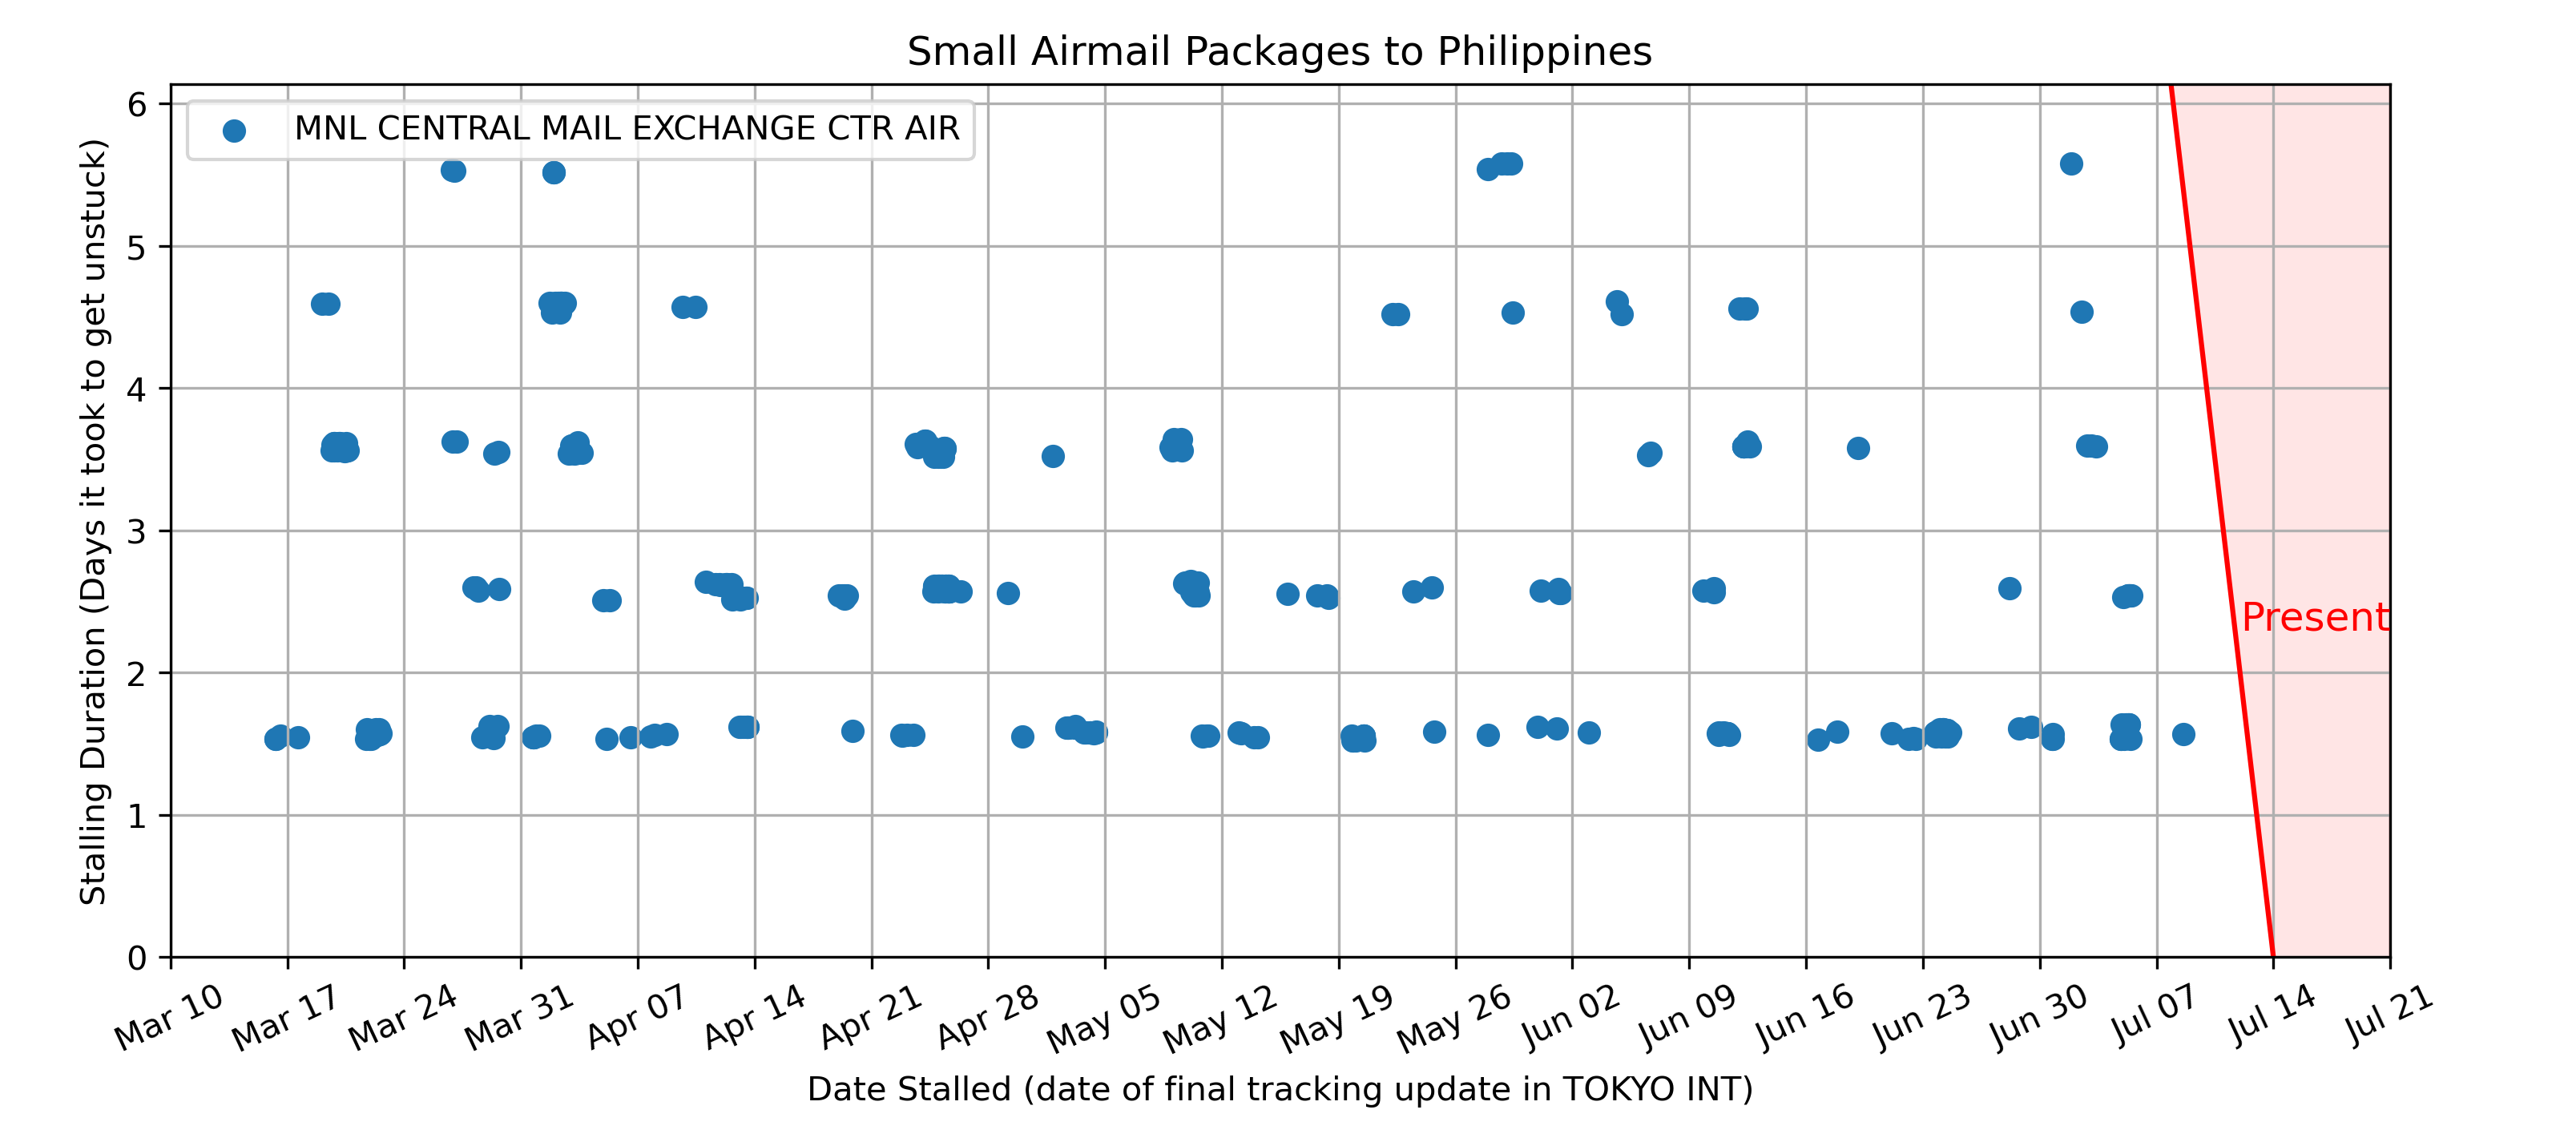 Small Airmail Packages to Philippines
MNL CENTRAL MAIL EXCHANGE CTR AIR
Stalling Duration (Days it took to get unstuck)
6
5
4
3
2
1
0
Present
Mar 10
Mar 17
Mar 24
Mar 31
Apr 07
Apr 14
Apr 21
Apr 28
May 05
May 12
May 19
May 26
Jun 02
Jun 09
Jun 16
Jun 23
Jun 30
Jul 07
Jul 14
Jul 21
Date Stalled (date of final tracking update in TOKYO INT)